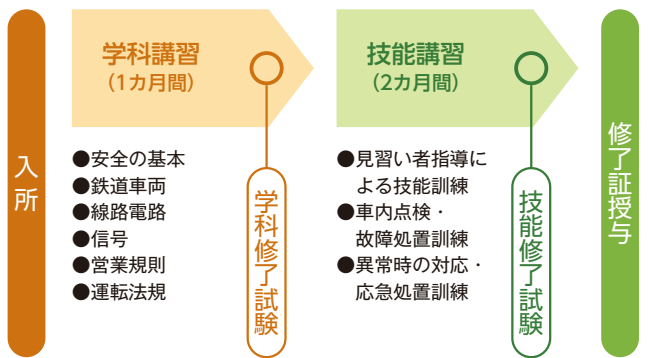 入所
学科講習
（1カ月間）
●安全の基本
●鉄道車両
●線路電路
●信号
●営業規則
●運転法規
学科修了試験
技能講習
（2カ月間）
●見習い者指導に
よる技能訓練
●車内点検・
故障処置訓練
●異常時の対応・
応急処置訓練
技能修了試験
修了証授与